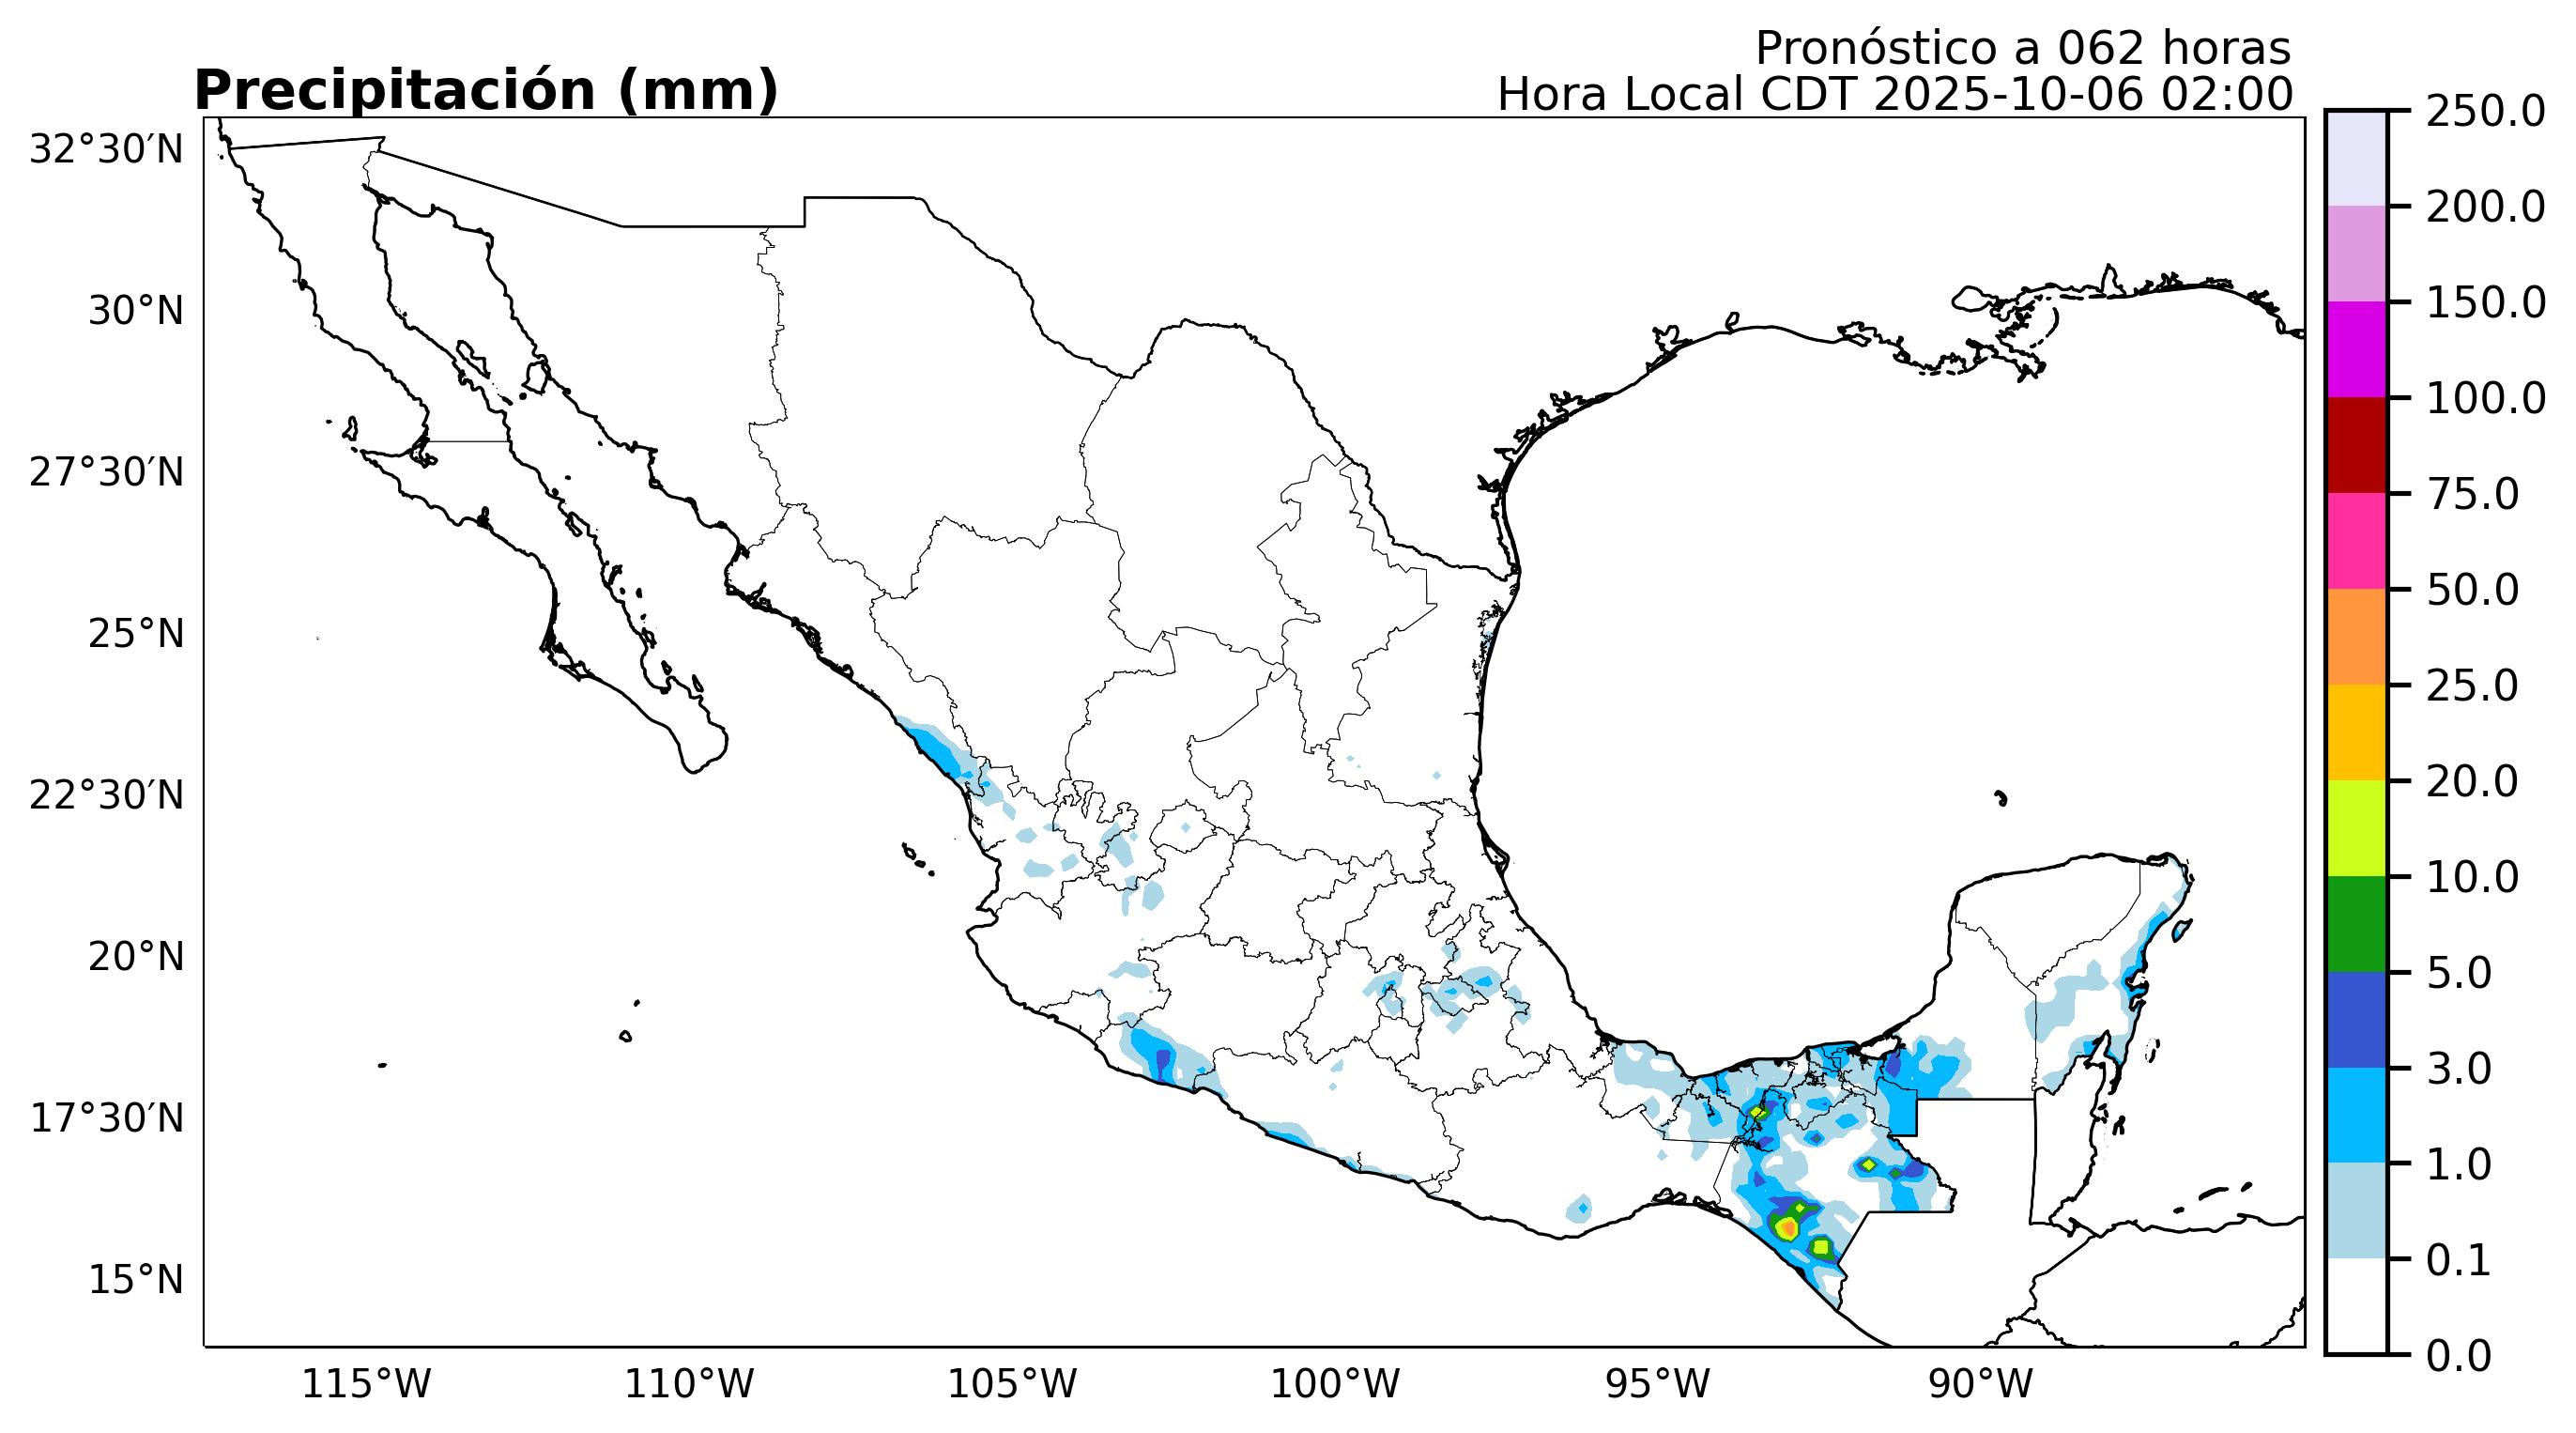 Pronóstico a 062 horas
Precipitación (mm)
Hora Local CDT 2025-10-06 02:00
32°30′N
30°N
27°30′N
25°N
22°30′N
20°N
17°30′N
15°N
115°W
110°W
105°W
100°W
95°W
90°W
250.0
200.0
150.0
100.0
75.0
50.0
25.0
20.0
10.0
5.0
3.0
1.0
0.1
0.0